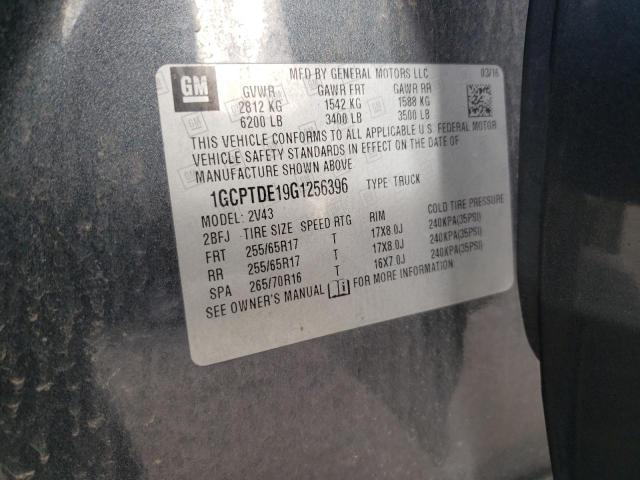 GM
MFD BY GENERAL MOTORS LLC 03/16
GVWR GAWR FRT GAWR RR
2812 KG 1542 KG 1588 KG
6200 LB 3400 LB 3500 LB
THIS VEHICLE CONFORMS TO ALL APPLICABLE U.S. FEDERAL MOTOR
VEHICLE SAFETY STANDARDS IN EFFECT ON THE DATE OF
MANUFACTURE SHOWN ABOVE
1GCPTDE19G1256396 TYPE: TRUCK
MODEL: 2V43
2BFJ TIRE SIZE SPEED RTG RIM COLD TIRE PRESSURE
FRT 255/65R17 T 17X8.0J 240KPA(35PSI)
RR 255/65R17 T 17X8.0J 240KPA(35PSI)
SPA 265/70R16 T 16X7.0J 240KPA(35PSI)
SEE OWNER'S MANUAL FOR MORE INFORMATION